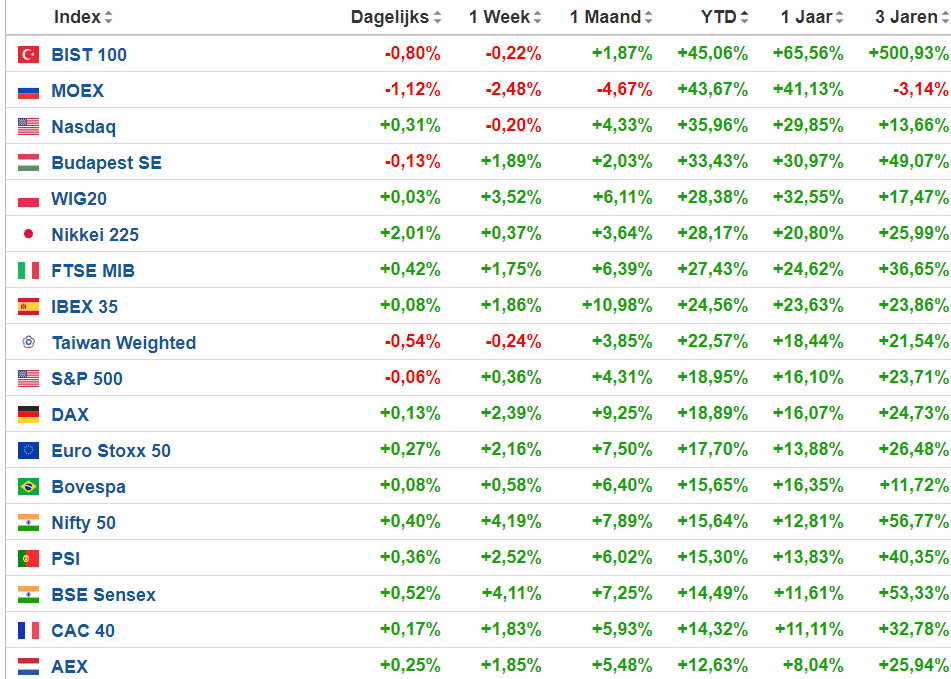 Index Dagelijks 1 Week 1 Maand YTD 1 Jaar 3 Jaren
BIST 100 -0,80% -0,22% +1,87% +45,06% +65,56% +500,93%
MOEX -1,12% -2,48% -4,67% +43,67% +41,13% -3,14%
Nasdaq +0,31% -0,20% +4,33% +35,96% +29,85% +13,66%
Budapest SE -0,13% +1,89% +2,03% +33,43% +30,97% +49,07%
WIG20 +0,03% +3,52% +6,11% +28,38% +32,55% +17,47%
Nikkei 225 +2,01% +0,37% +3,64% +28,17% +20,80% +25,99%
FTSE MIB +0,42% +1,75% +6,39% +27,43% +24,62% +36,65%
IBEX 35 +0,08% +1,86% +10,98% +24,56% +23,63% +23,86%
Taiwan Weighted -0,54% -0,24% +3,85% +22,57% +18,44% +21,54%
S&P 500 -0,06% +0,36% +4,31% +18,95% +16,10% +23,71%
DAX +0,13% +2,39% +9,25% +18,89% +16,07% +24,73%
Euro Stoxx 50 +0,27% +2,16% +7,50% +17,70% +13,88% +26,48%
Bovespa +0,08% +0,58% +6,40% +15,65% +16,35% +11,72%
Nifty 50 +0,40% +4,19% +7,89% +15,64% +12,81% +56,77%
PSI +0,36% +2,52% +6,02% +15,30% +13,83% +40,35%
BSE Sensex +0,52% +4,11% +7,25% +14,49% +11,61% +53,33%
CAC 40 +0,17% +1,83% +5,93% +14,32% +11,11% +32,78%
AEX +0,25% +1,85% +5,48% +12,63% +8,04% +25,94%